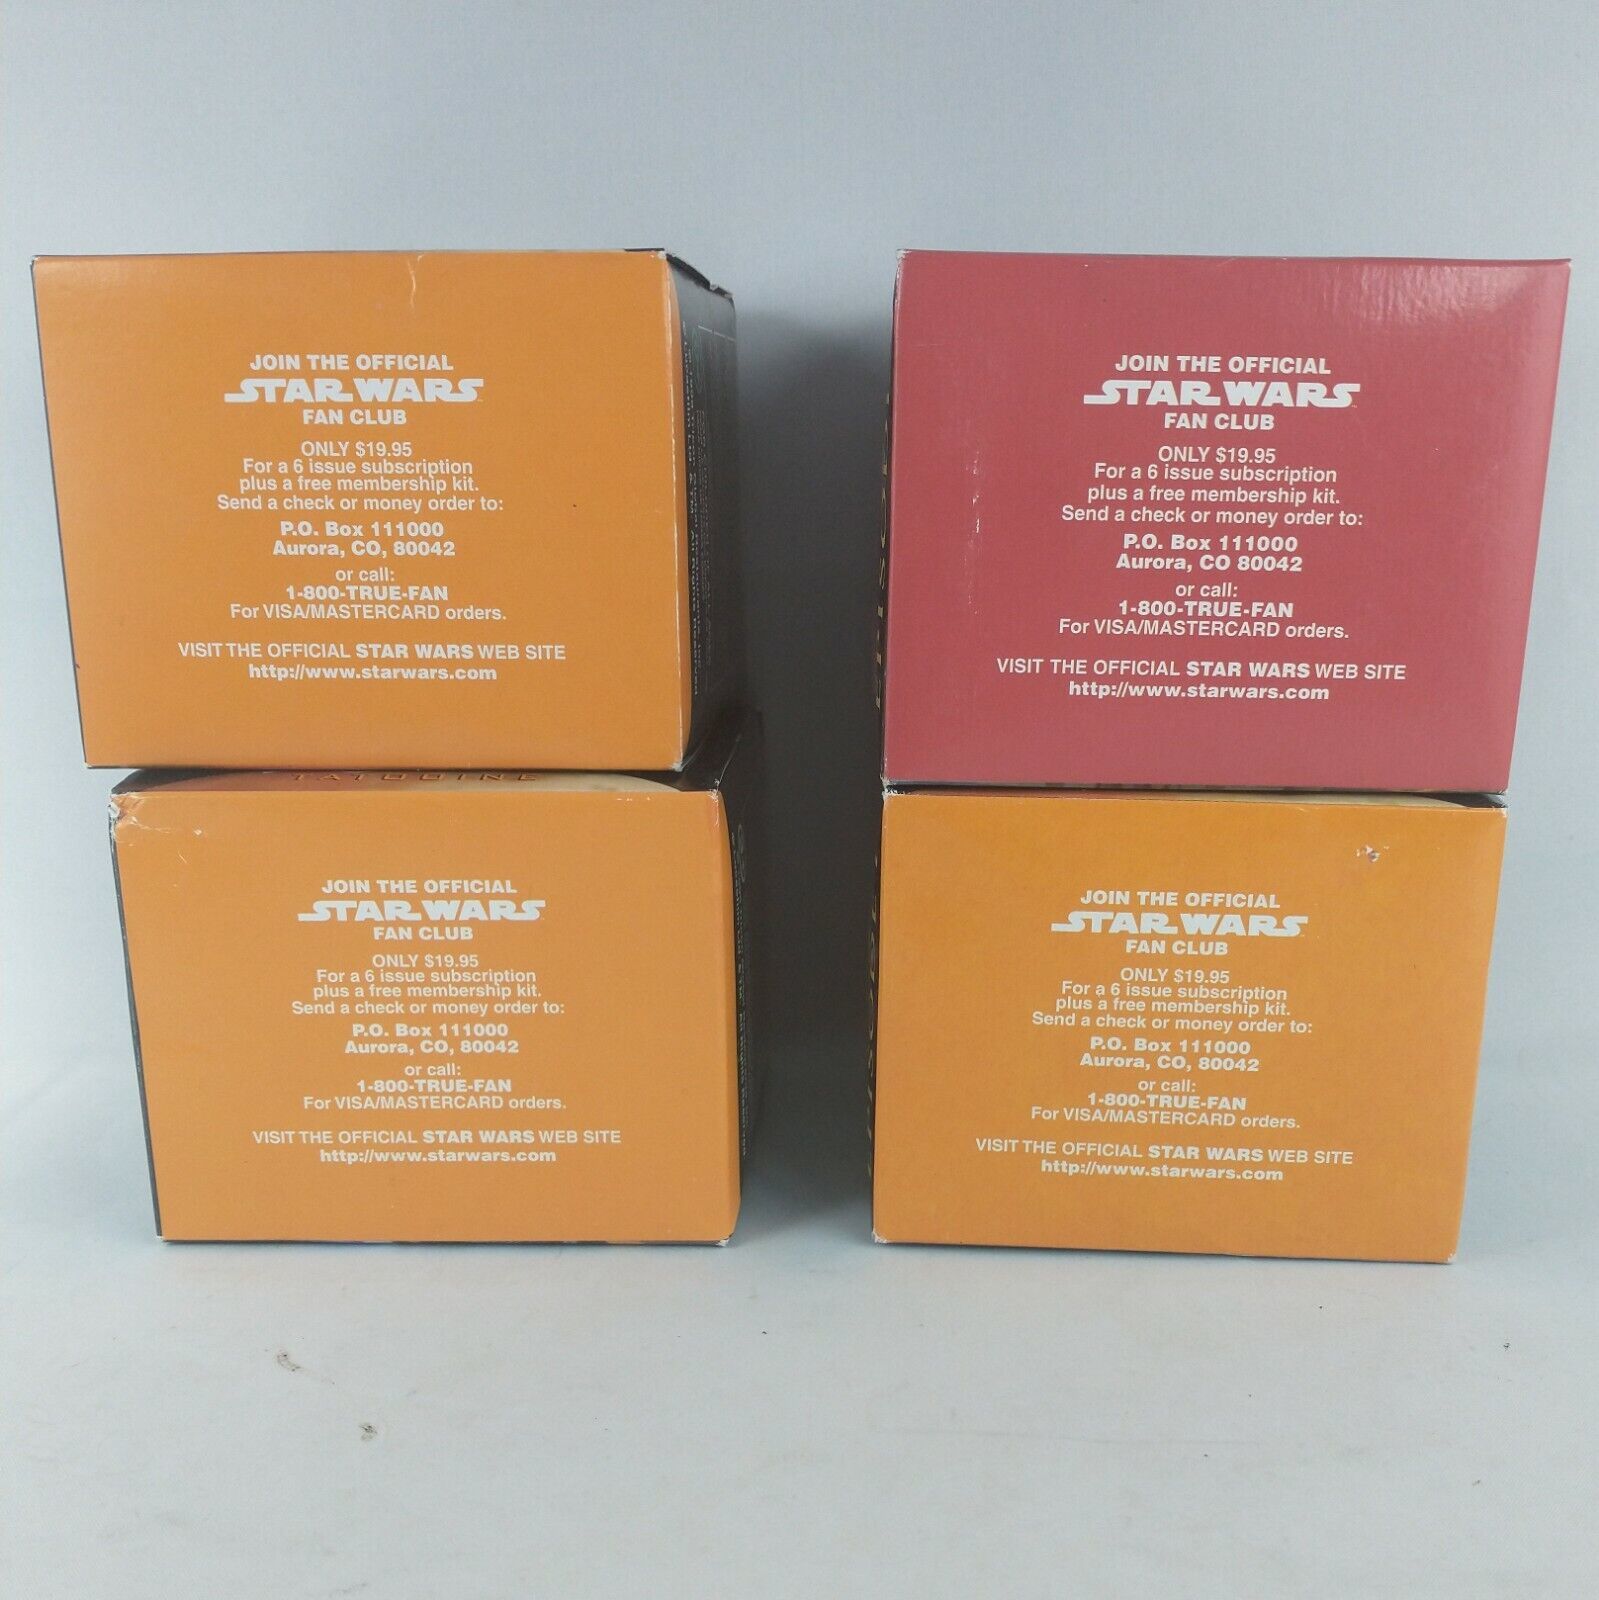 JOIN THE OFFICIAL
STAR WARS
FAN CLUB
ONLY $19.95
For a 6 issue subscription
plus a free membership kit.
Send a check or money order to:
P.O. Box 111000
Aurora, CO, 80042
or call:
1-800-TRUE-FAN
For VISA/MASTERCARD orders.
VISIT THE OFFICIAL STAR WARS WEB SITE
http://www.starwars.com
JOIN THE OFFICIAL
STAR WARS
FAN CLUB
ONLY $19.95
For a 6 issue subscription
plus a free membership kit.
Send a check or money order to:
P.O. Box 111000
Aurora, CO 80042
or call:
1-800-TRUE-FAN
For VISA/MASTERCARD orders.
VISIT THE OFFICIAL STAR WARS WEB SITE
http://www.starwars.com
TATOOINE
JOIN THE OFFICIAL
STAR WARS
FAN CLUB
ONLY $19.95
For a 6 issue subscription
plus a free membership kit.
Send a check or money order to:
P.O. Box 111000
Aurora, CO, 80042
or call:
1-800-TRUE-FAN
For VISA/MASTERCARD orders.
VISIT THE OFFICIAL STAR WARS WEB SITE
http://www.starwars.com
JOIN THE OFFICIAL
STAR WARS
FAN CLUB
ONLY $19.95
For a 6 issue subscription
plus a free membership kit.
Send a check or money order to:
P.O. Box 111000
Aurora, CO, 80042
or call:
1-800-TRUE-FAN
For VISA/MASTERCARD orders.
VISIT THE OFFICIAL STAR WARS WEB SITE
http://www.starwars.com